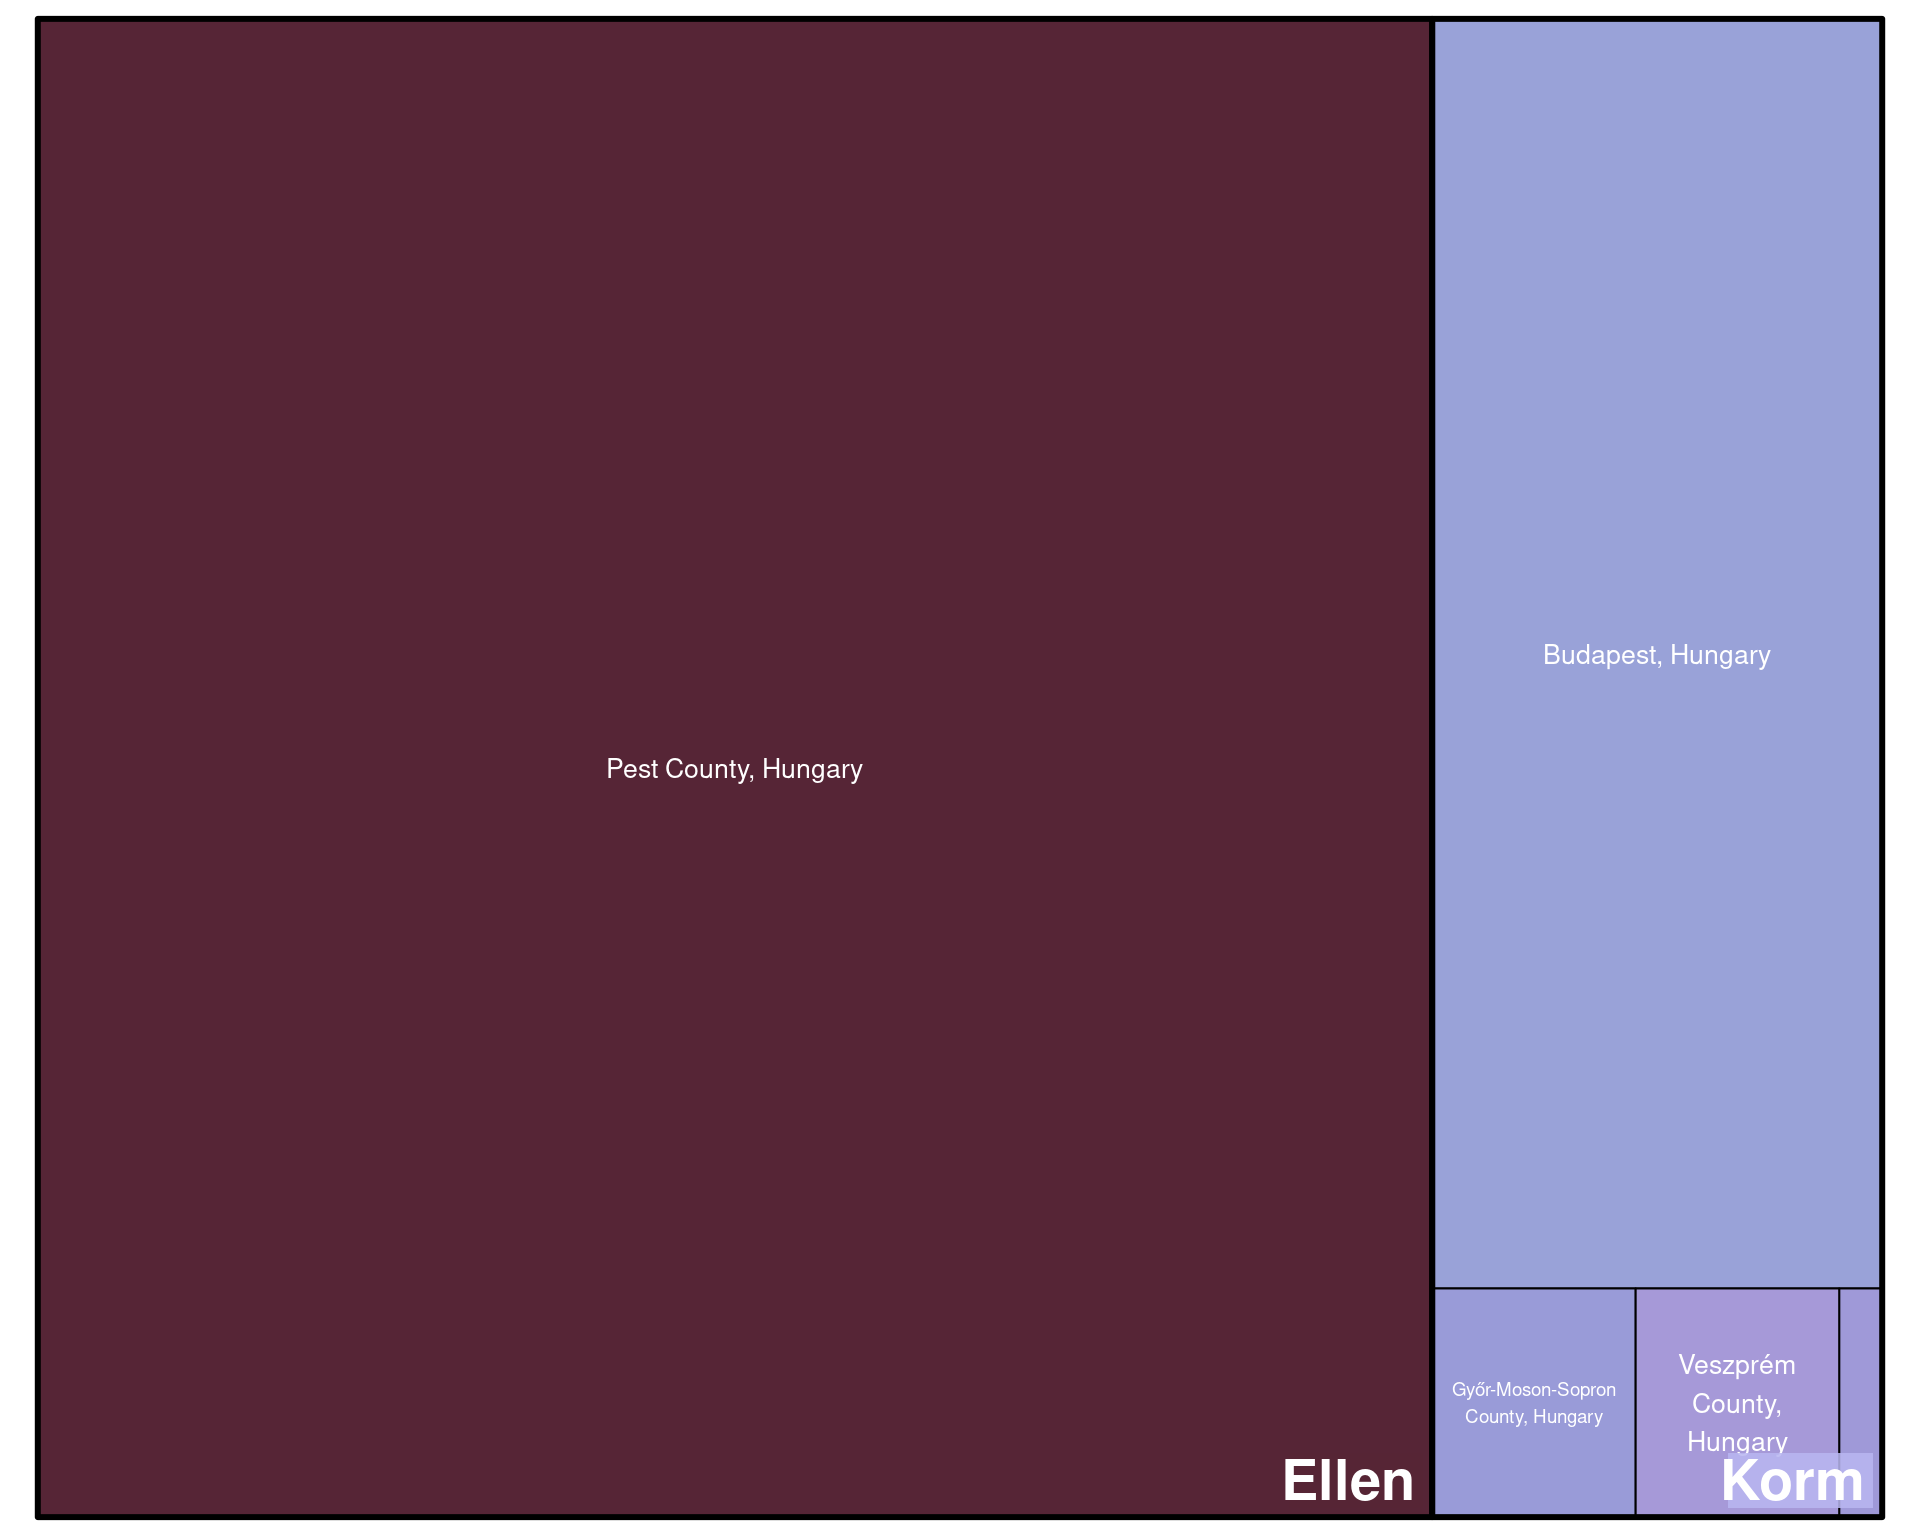 Pest County, Hungary
Ellen
Budapest, Hungary
Győr-Moson-Sopron
County, Hungary
Veszprém
County,
Hungary
Korm